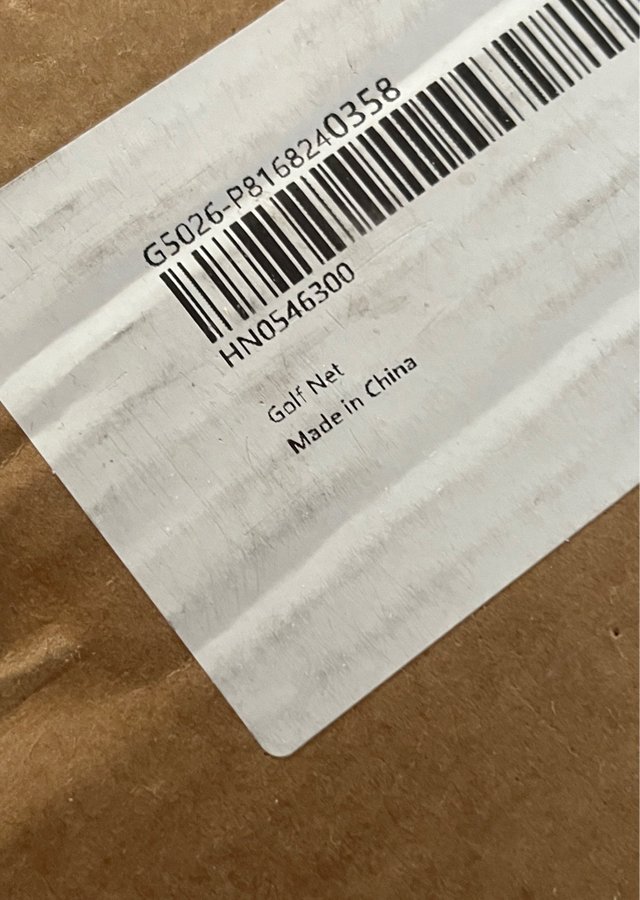 G5026-P8168240358
HN0546300
Golf Net
Made in China